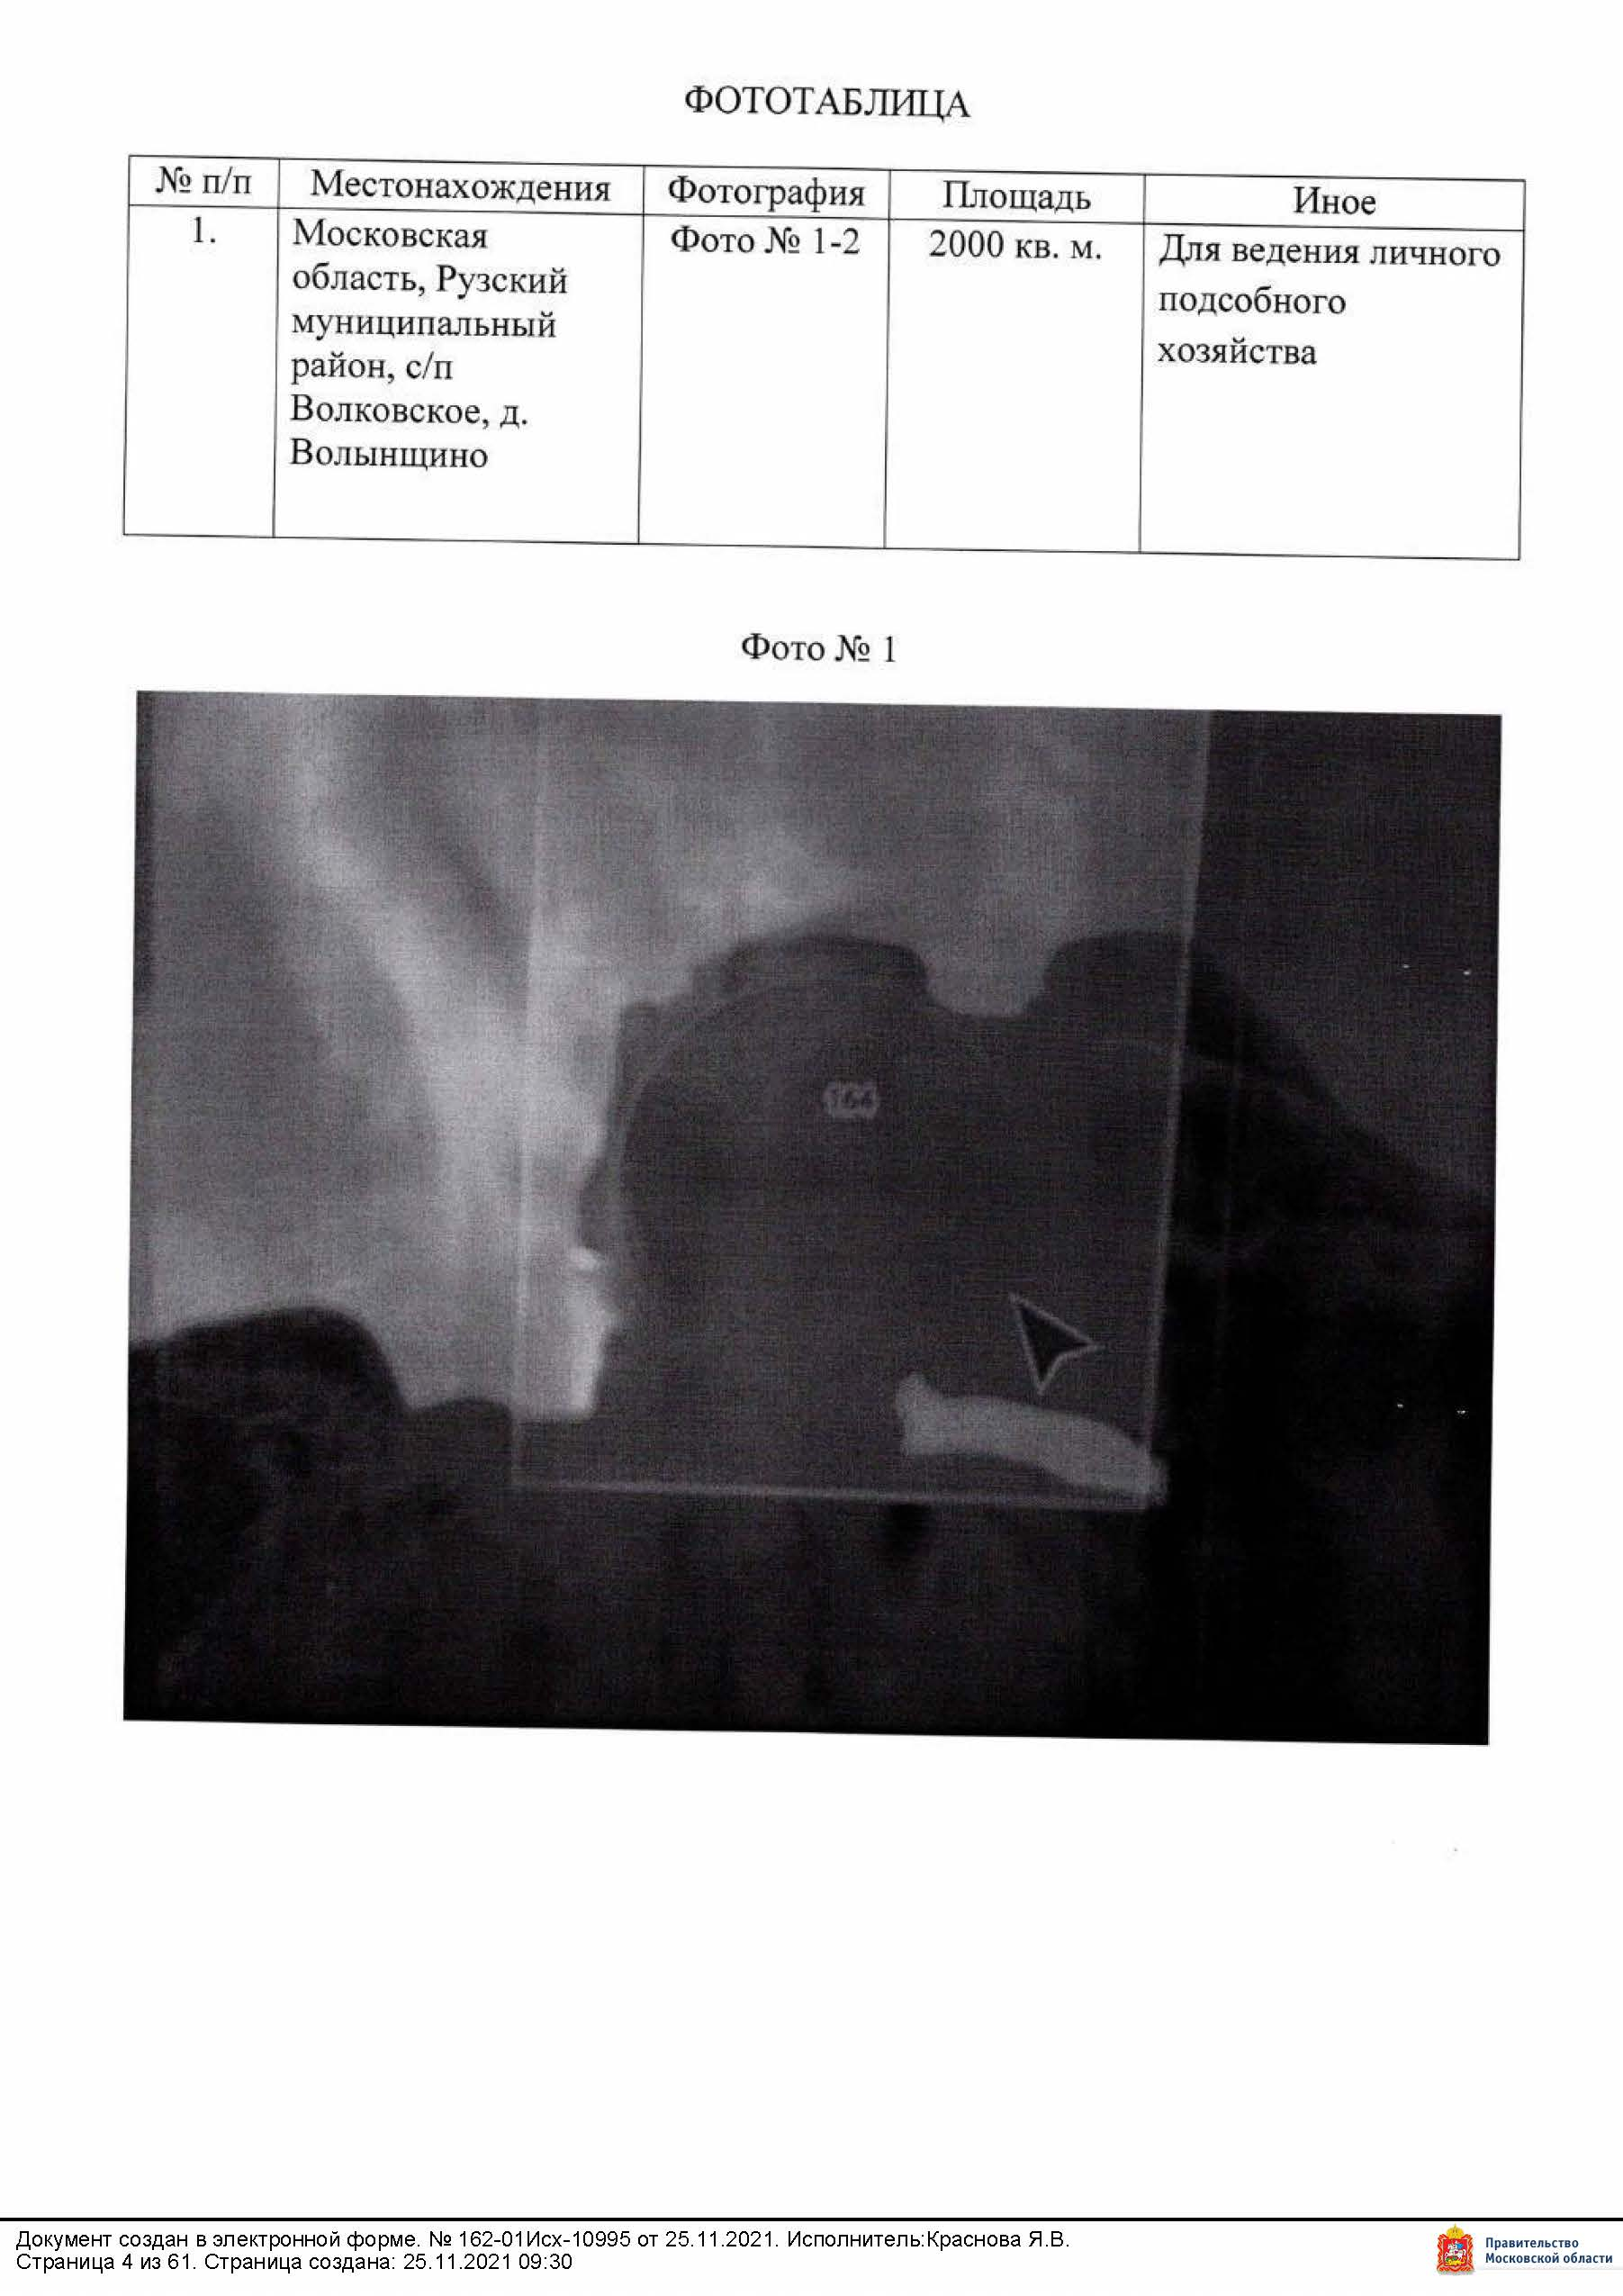 ФОТОТАБЛИЦА
№ п/п Местонахождения Фотография Площадь Иное
1. Московская область, Рузский муниципальный район, с/п Волковское, д. Волынщино Фото № 1-2 2000 кв. м. Для ведения личного подсобного хозяйства
Фото № 1
164
Документ создан в электронной форме. № 162-01Исх-10995 от 25.11.2021. Исполнитель:Краснова Я.В.
Страница 4 из 61. Страница создана: 25.11.2021 09:30
Правительство
Московской области